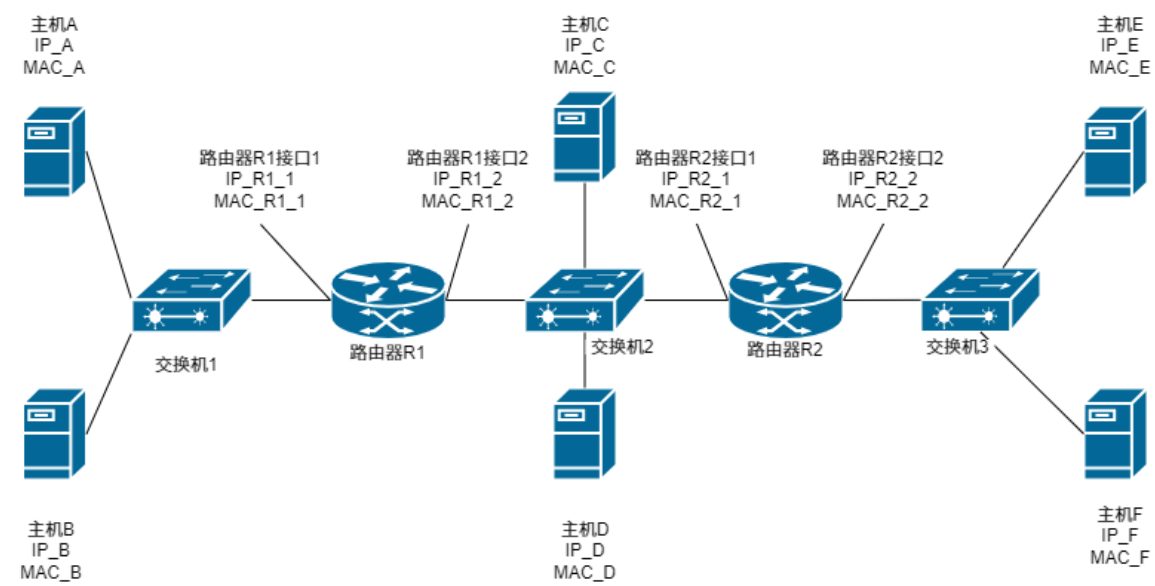 主机A
IP_A
MAC_A
主机C
IP_C
MAC_C
主机E
IP_E
MAC_E
路由器R1接口1
IP_R1_1
MAC_R1_1
路由器R1接口2
IP_R1_2
MAC_R1_2
路由器R2接口1
IP_R2_1
MAC_R2_1
路由器R2接口2
IP_R2_2
MAC_R2_2
交换机1
路由器R1
交换机2
路由器R2
交换机3
主机B
IP_B
MAC_B
主机D
IP_D
MAC_D
主机F
IP_F
MAC_F